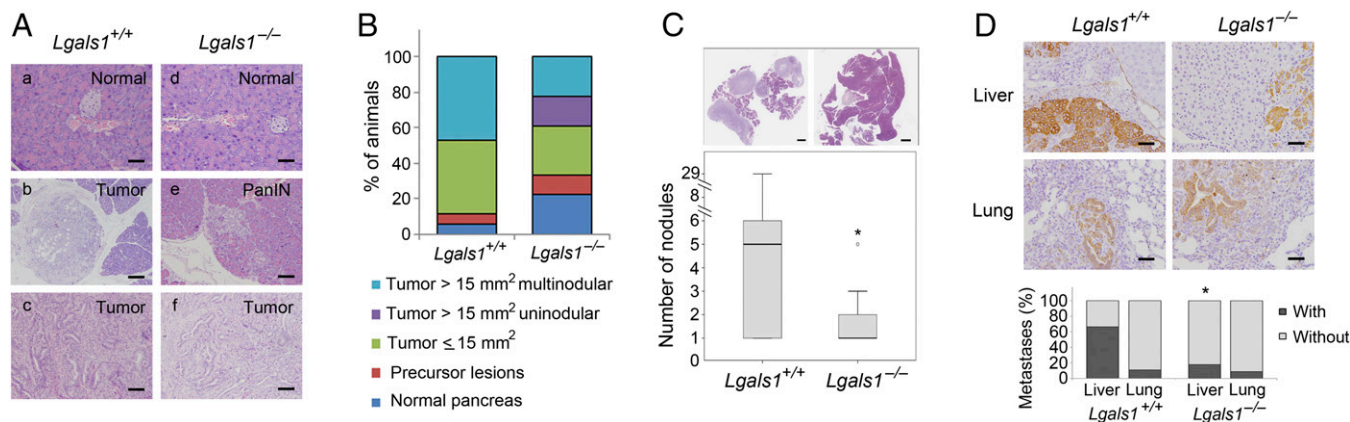 A
Lgals1+/+
Lgals1−/−
a
Normal
d
Normal
b
Tumor
e
PanIN
c
Tumor
f
Tumor
B
% of animals
100
80
60
40
20
0
Lgals1+/+
Lgals1−/−
Tumor > 15 mm² multinodular
Tumor > 15 mm² uninodular
Tumor ≤ 15 mm²
Precursor lesions
Normal pancreas
C
Number of nodules
29
8
6
5
4
3
2
1
0
*
Lgals1+/+
Lgals1−/−
D
Lgals1+/+
Lgals1−/−
Liver
Lung
Metastases (%)
100
80
60
40
20
0
*
With
Without
Liver Lung Liver Lung
Lgals1+/+ Lgals1−/−